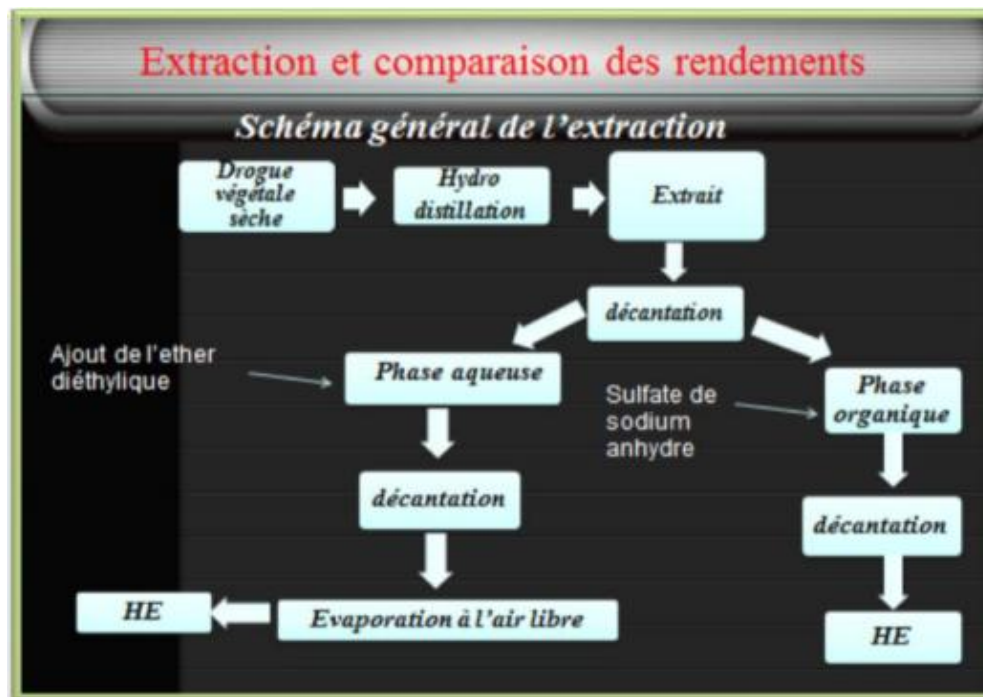 Extraction et comparaison des rendements
Schéma général de l'extraction
Drogue
végétale
sèche
Hydro
distillation
Extrait
décantation
Ajout de l'ether
diéthylique
Phase aqueuse
Sulfate de
sodium
anhydre
Phase
organique
décantation
décantation
HE
Evaporation à l'air libre
HE